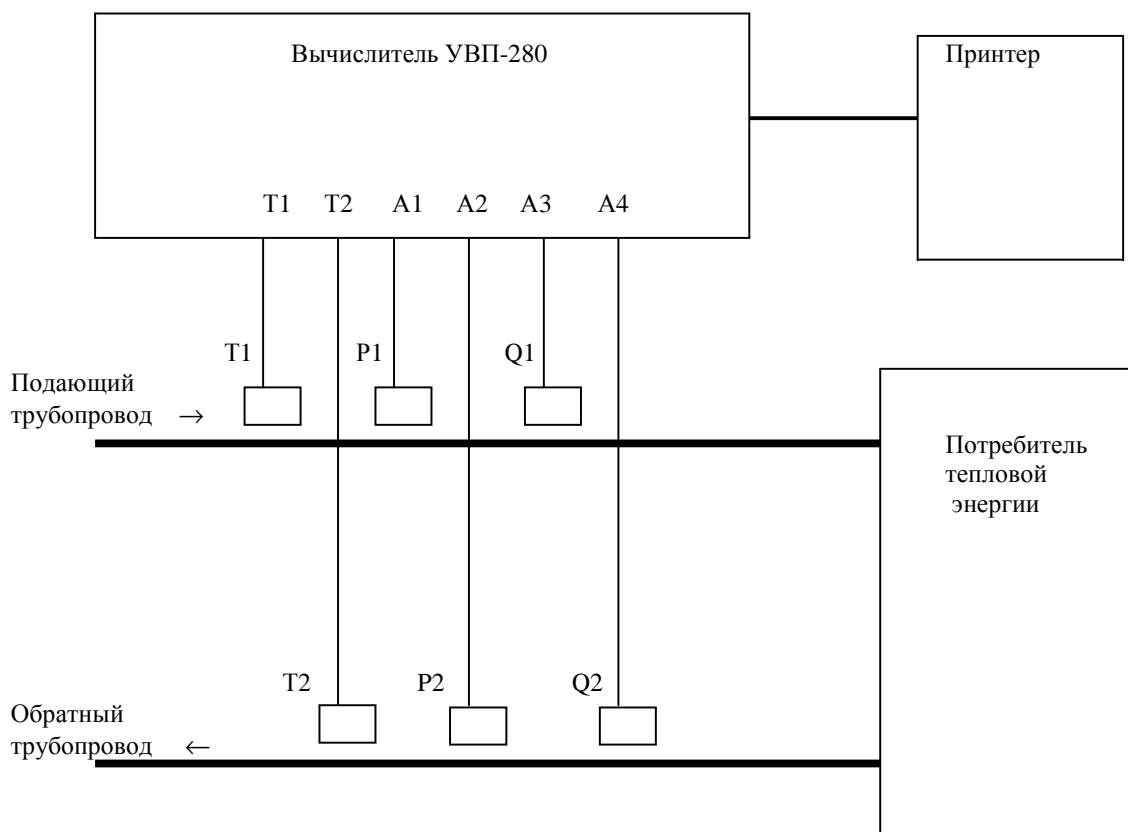 Вычислитель УВП-280
Принтер
T1 T2 A1 A2 A3 A4
T1 P1 Q1
Подающий
трубопровод →
Потребитель
тепловой
энергии
T2 P2 Q2
Обратный
трубопровод ←